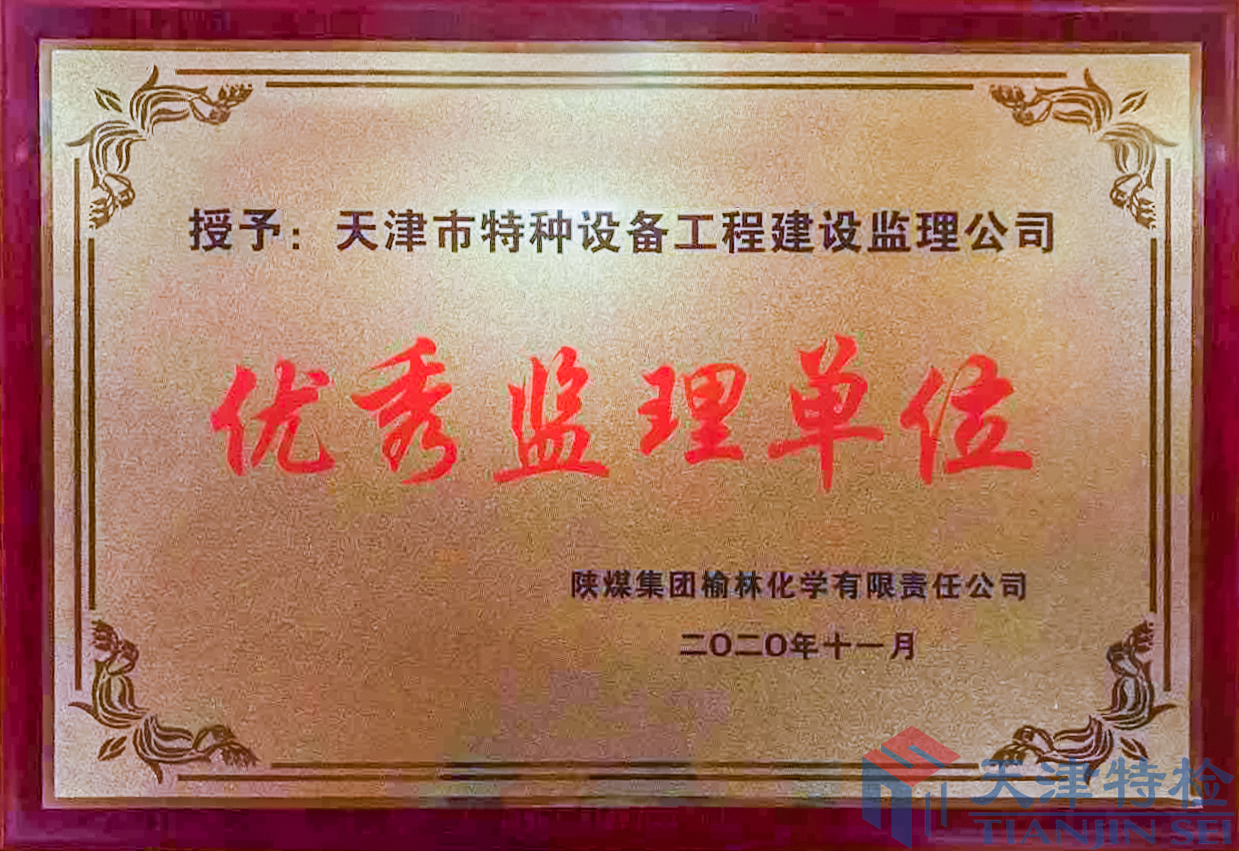 授予：天津市特种设备工程建设监理公司
优秀监理单位
陕煤集团榆林化学有限责任公司
二〇二〇年十一月
天津特检
TIANJIN SEI